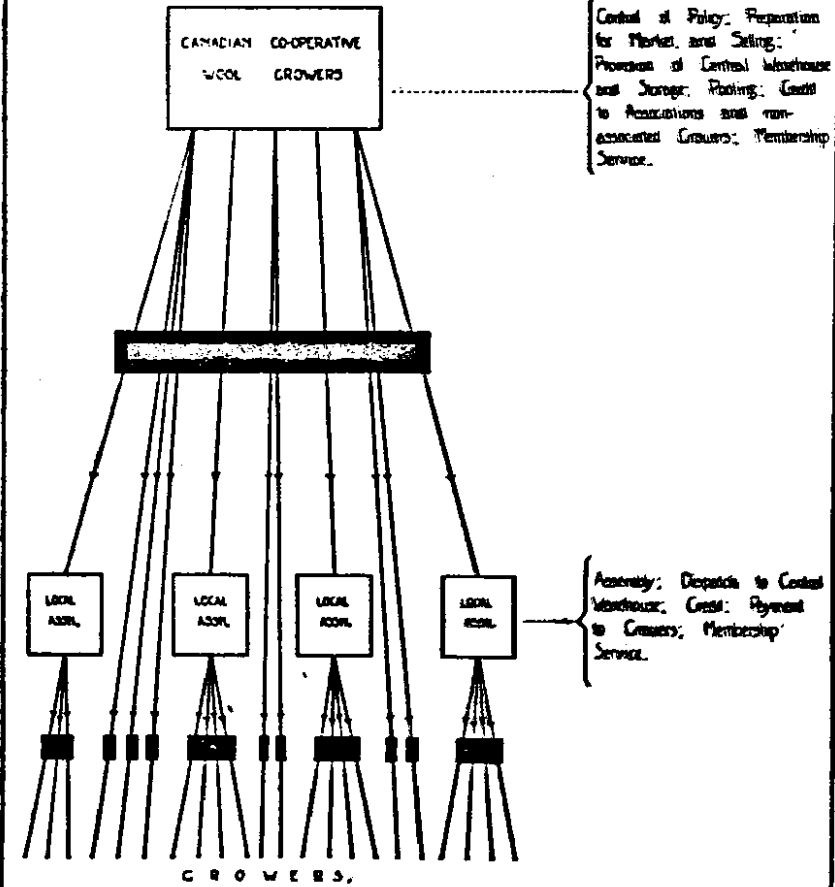 CANADIAN CO-OPERATIVE
WOOL GROWERS
Control of Policy; Preparation
for Market, and Selling;
Provision of Central Warehouse
and Storage; Pooling; Credit
to Associations and non-
associated Growers; Membership
Service.
LOCAL
ASSN.
LOCAL
ASSN.
LOCAL
ASSN.
LOCAL
ASSN.
Assembly; Despatch to Central
Warehouse; Credit; Payment
to Growers; Membership
Service.
GROWERS.